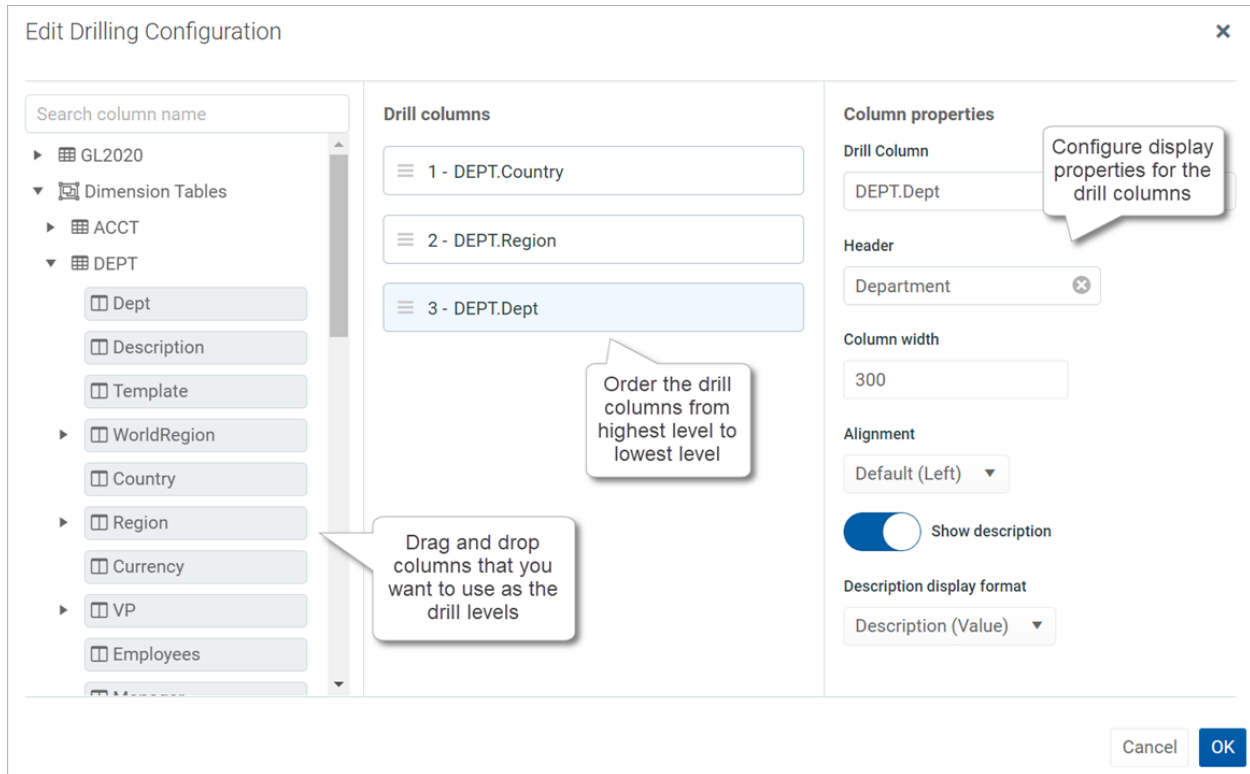 Edit Drilling Configuration
Search column name
GL2020
Dimension Tables
ACCT
DEPT
Dept
Description
Template
WorldRegion
Country
Region
Currency
VP
Employees
Drill columns
1 - DEPT.Country
2 - DEPT.Region
3 - DEPT.Dept
Order the drill
columns from
highest level to
lowest level
Drag and drop
columns that you
want to use as the
drill levels
Column properties
Drill Column
DEPT.Dept
Configure display
properties for the
drill columns
Header
Department
Column width
300
Alignment
Default (Left)
Show description
Description display format
Description (Value)
Cancel
OK